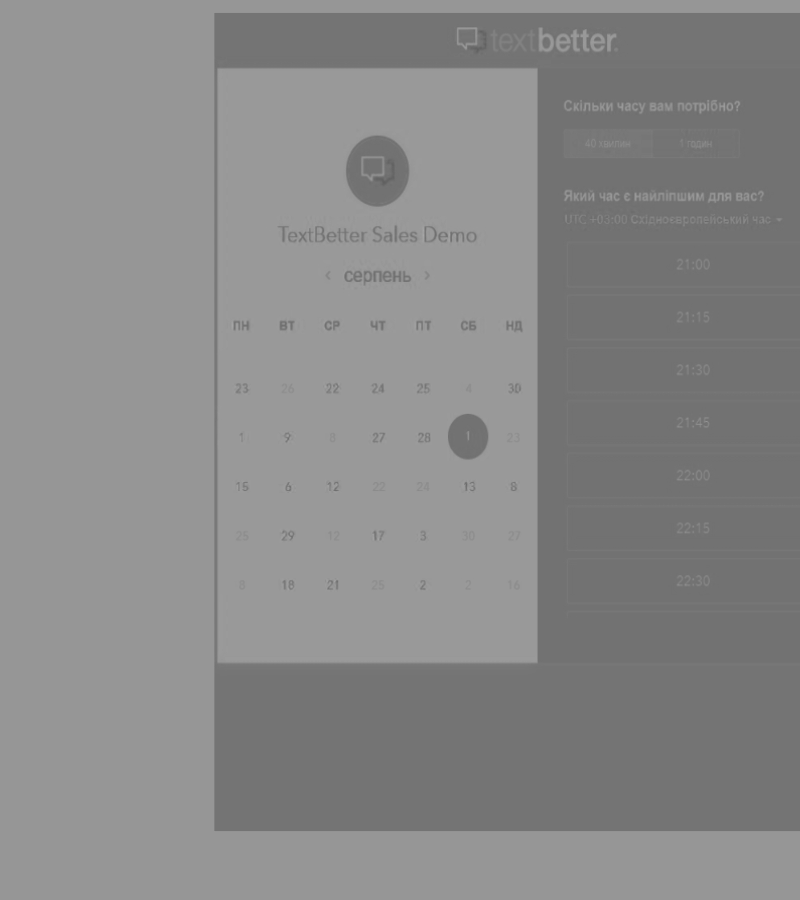 textbetter
TextBetter Sales Demo
‹ серпень ›
ПН ВТ СР ЧТ ПТ СБ НД
23 26 22 24 25 4 30
1 9 8 27 28 1 23
15 6 12 22 24 13 8
25 29 12 17 3 30 27
8 18 21 25 2 2 16
Скільки часу вам потрібно?
40 хвилин 1 годин
Який час є найліпшим для вас?
UTC +03:00 Східноєвропейський час
21:00
21:15
21:30
21:45
22:00
22:15
22:30